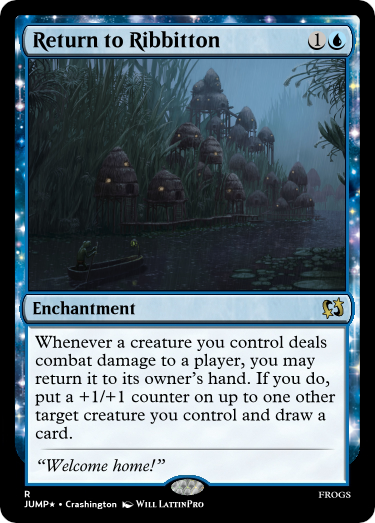 Return to Ribbitton
1
Enchantment
Whenever a creature you control deals
combat damage to a player, you may
return it to its owner's hand. If you do,
put a +1/+1 counter on up to one other
target creature you control and draw a
card.
“Welcome home!”
R
FROGS
JUMP★ • Crashington Will LattinPro